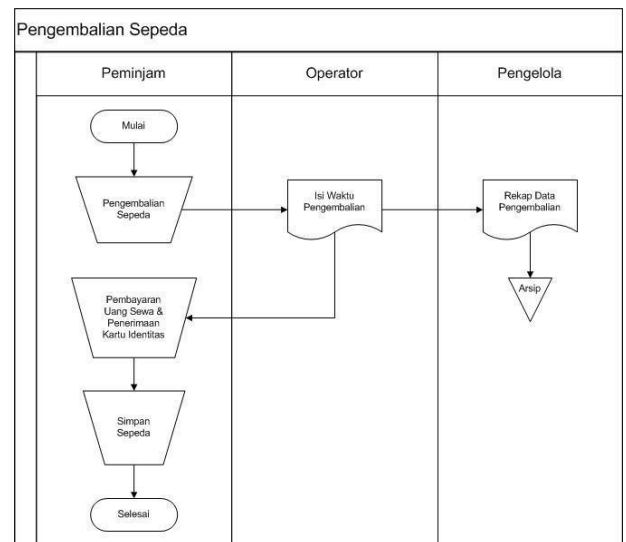 Pengembalian Sepeda
Peminjam
Operator
Pengelola
Mulai
Pengembalian
Sepeda
Isi Waktu
Pengembalian
Rekap Data
Pengembalian
Pembayaran
Uang Sewa &
Penerimaan
Kartu Identitas
Arsip
Simpan
Sepeda
Selesai